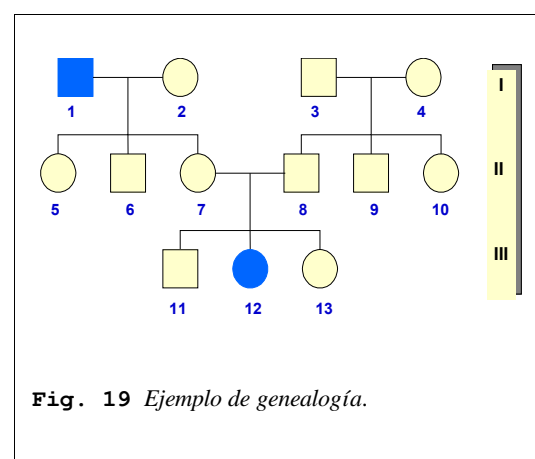 I
1 2 3 4
II
5 6 7 8 9 10
III
11 12 13
Fig. 19 Ejemplo de genealogía.